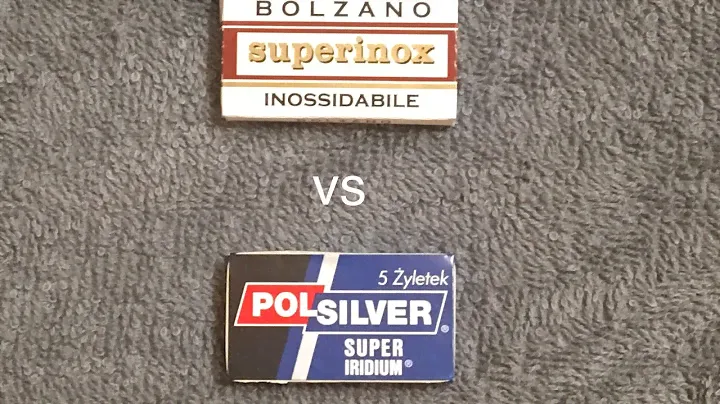 BOLZANO
superinox
INOSSIDABILE
vs
5 Żyletek
POLSILVER®
SUPER
IRIDIUM®